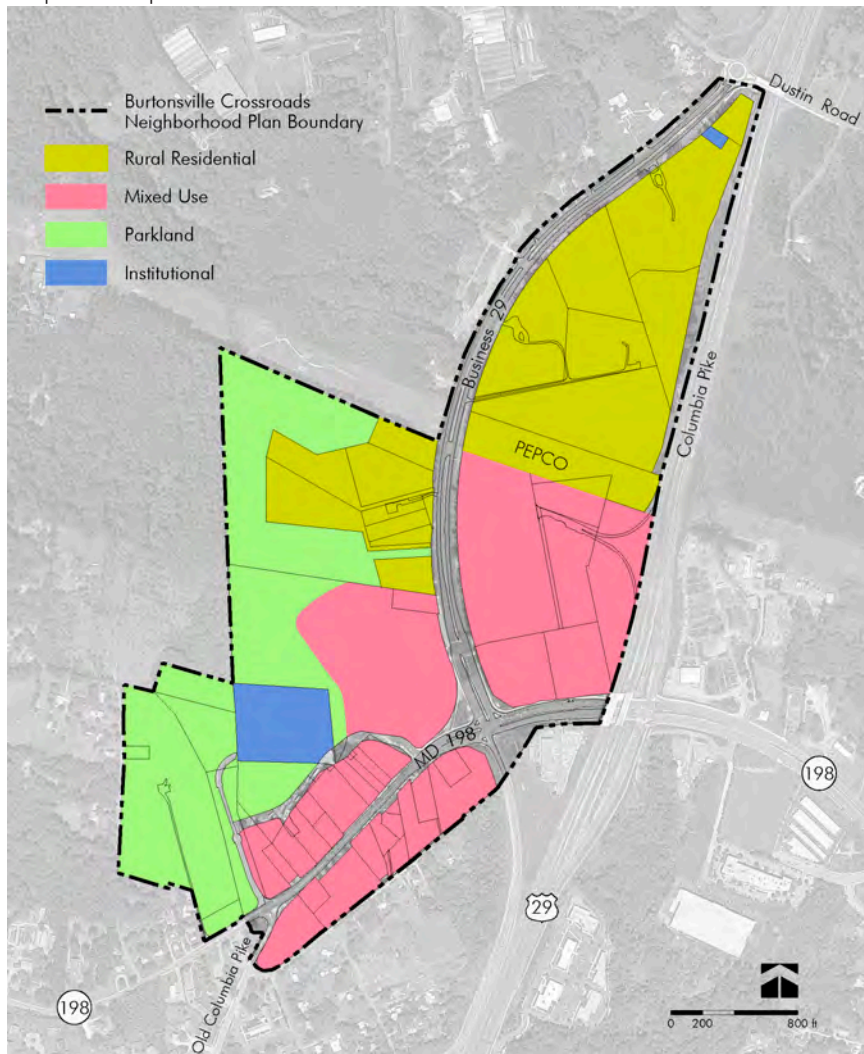 Burtonsville Crossroads
Neighborhood Plan Boundary
Rural Residential
Mixed Use
Parkland
Institutional
Dustin Road
Business 29
Columbia Pike
PEPCO
MD 198
198
29
Old Columbia Pike
198
0 200 800 ft